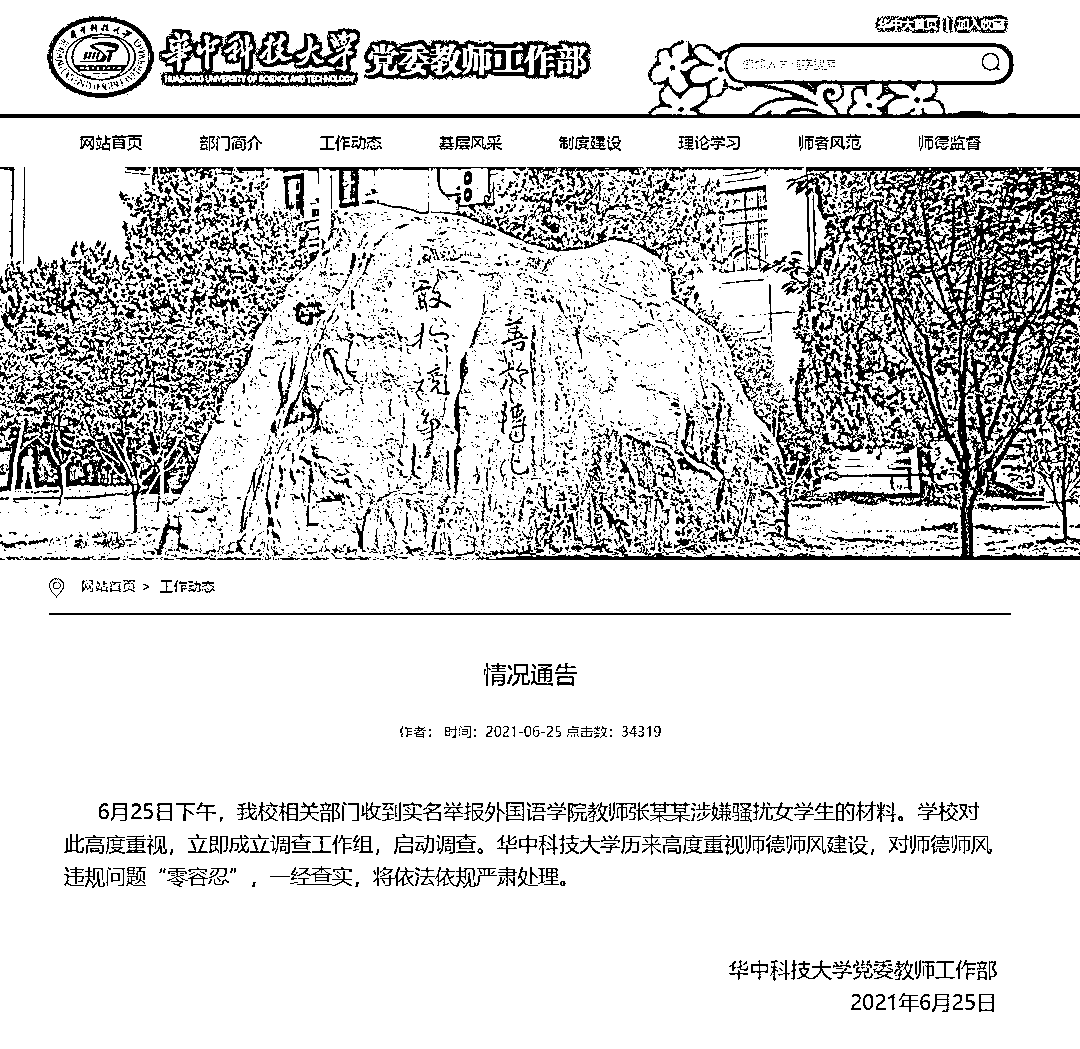 华中大首页 | 加入收藏
华中科技大学 党委教师工作部
HUAZHONG UNIVERSITY OF SCIENCE AND TECHNOLOGY
网站首页 部门简介 工作动态 基层风采 制度建设 理论学习 师者风范 师德监督
敢於竞争
善於转化
网站首页 > 工作动态
情况通告
作者： 时间：2021-06-25 点击数：34319
6月25日下午，我校相关部门收到实名举报外国语学院教师张某某涉嫌骚扰女学生的材料。学校对
此高度重视，立即成立调查工作组，启动调查。华中科技大学历来高度重视师德师风建设，对师德师风
违规问题“零容忍”，一经查实，将依法依规严肃处理。
华中科技大学党委教师工作部
2021年6月25日